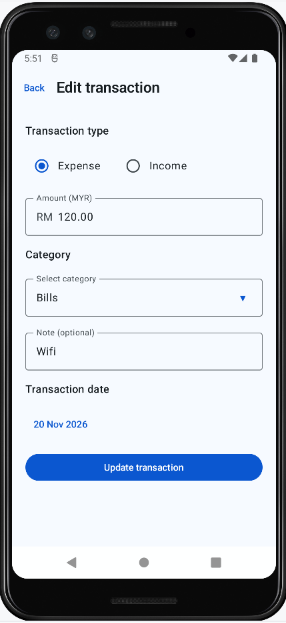 5:51
Back Edit transaction
Transaction type
Expense Income
Amount (MYR)
RM 120.00
Category
Select category
Bills
Note (optional)
Wifi
Transaction date
20 Nov 2026
Update transaction